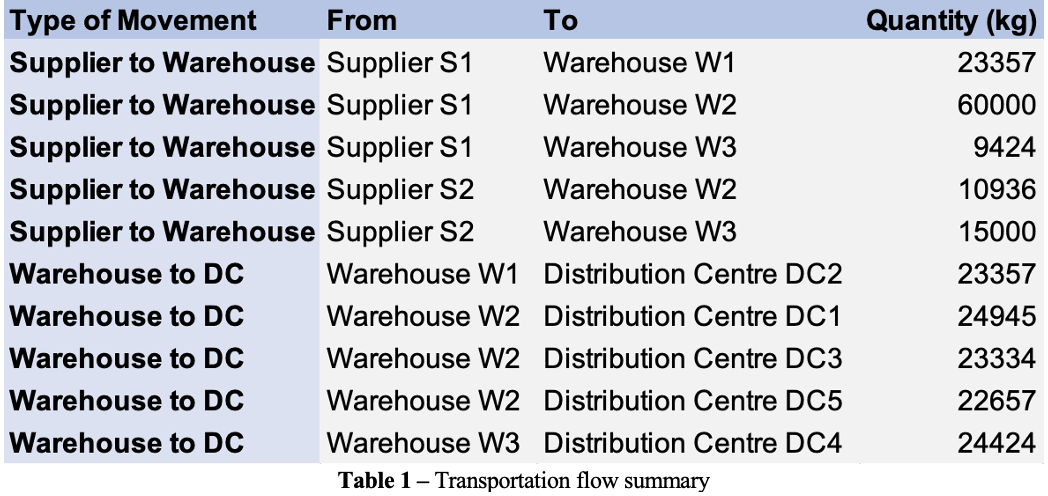 Type of Movement From To Quantity (kg)
Supplier to Warehouse Supplier S1 Warehouse W1 23357
Supplier to Warehouse Supplier S1 Warehouse W2 60000
Supplier to Warehouse Supplier S1 Warehouse W3 9424
Supplier to Warehouse Supplier S2 Warehouse W2 10936
Supplier to Warehouse Supplier S2 Warehouse W3 15000
Warehouse to DC Warehouse W1 Distribution Centre DC2 23357
Warehouse to DC Warehouse W2 Distribution Centre DC1 24945
Warehouse to DC Warehouse W2 Distribution Centre DC3 23334
Warehouse to DC Warehouse W2 Distribution Centre DC5 22657
Warehouse to DC Warehouse W3 Distribution Centre DC4 24424
Table 1 – Transportation flow summary